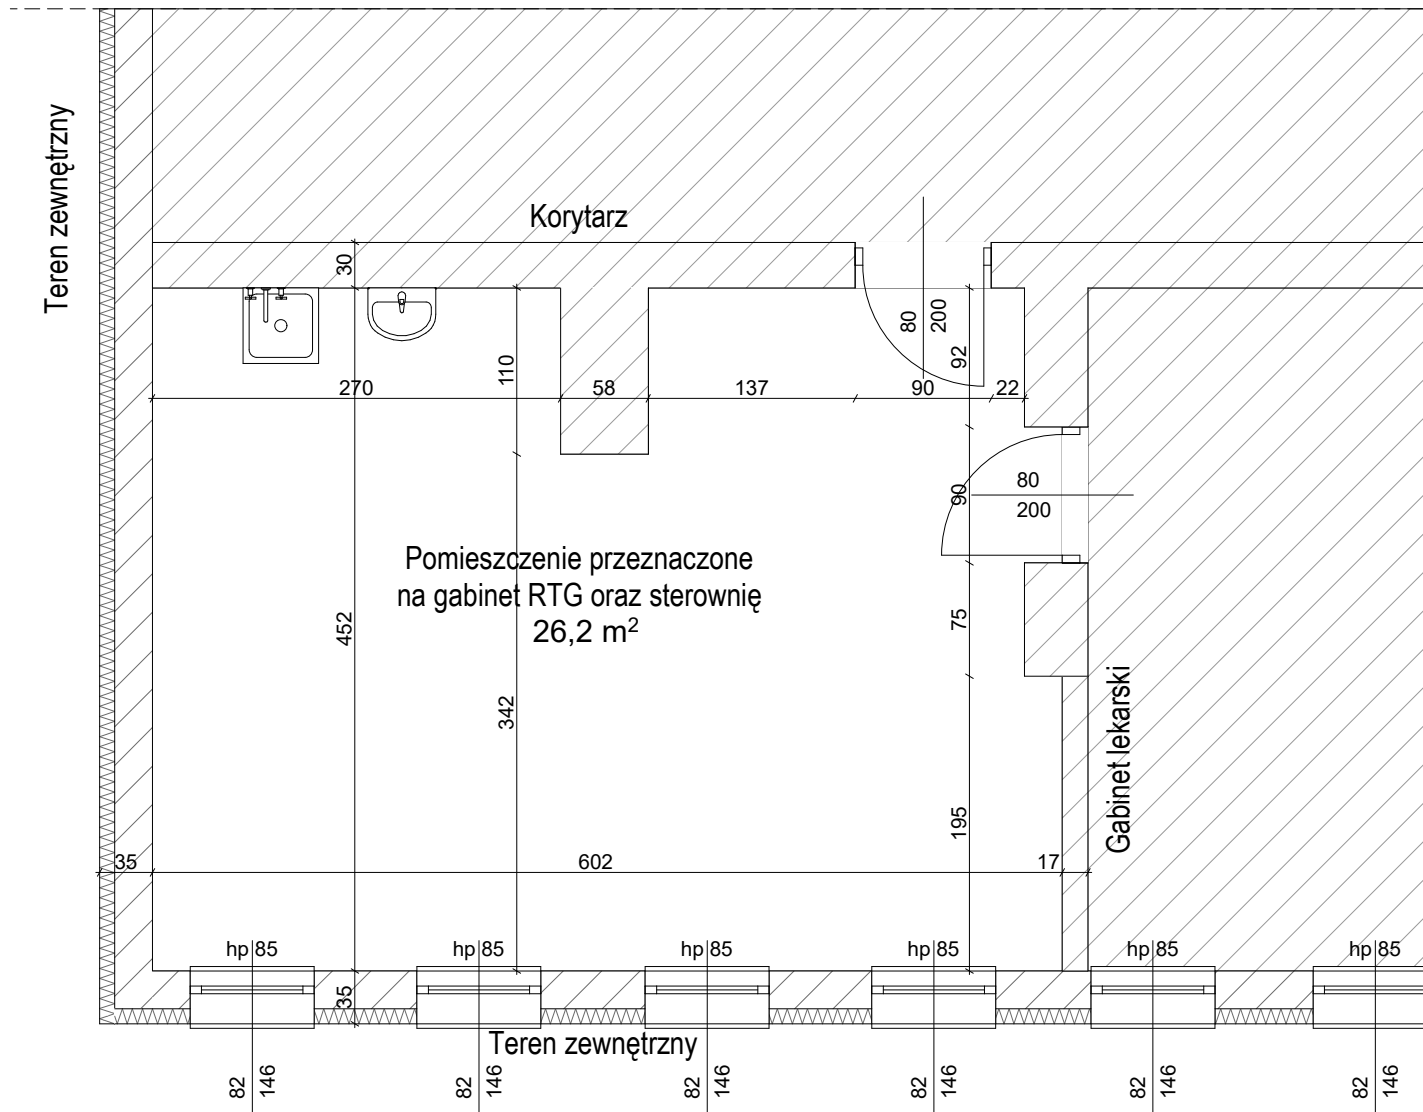 Teren zewnętrzny
Korytarz
30
80
200
110
92
270
58
137
90
22
90
80
200
Pomieszczenie przeznaczone
na gabinet RTG oraz sterownię
26,2 m²
452
75
342
Gabinet lekarski
195
35
602
17
hp 85
hp 85
hp 85
hp 85
hp 85
hp 85
35
Teren zewnętrzny
82 146
82 146
82 146
82 146
82 146
82 146